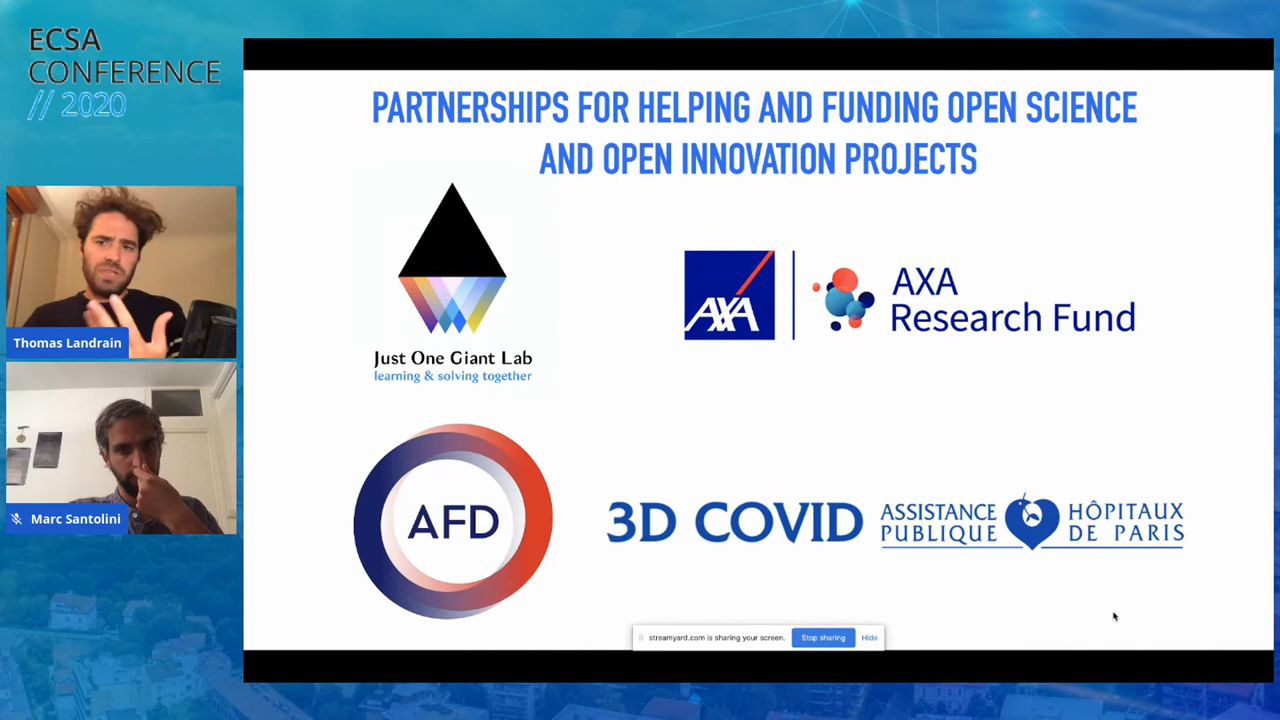 ECSA
CONFERENCE
// 2020
PARTNERSHIPS FOR HELPING AND FUNDING OPEN SCIENCE
AND OPEN INNOVATION PROJECTS
Just One Giant Lab
learning & solving together
AXA
AXA
Research Fund
AFD
3D COVID
ASSISTANCE
PUBLIQUE
HÔPITAUX
DE PARIS
Thomas Landrain
Marc Santolini
streamyard.com is sharing your screen.
Stop sharing
Hide